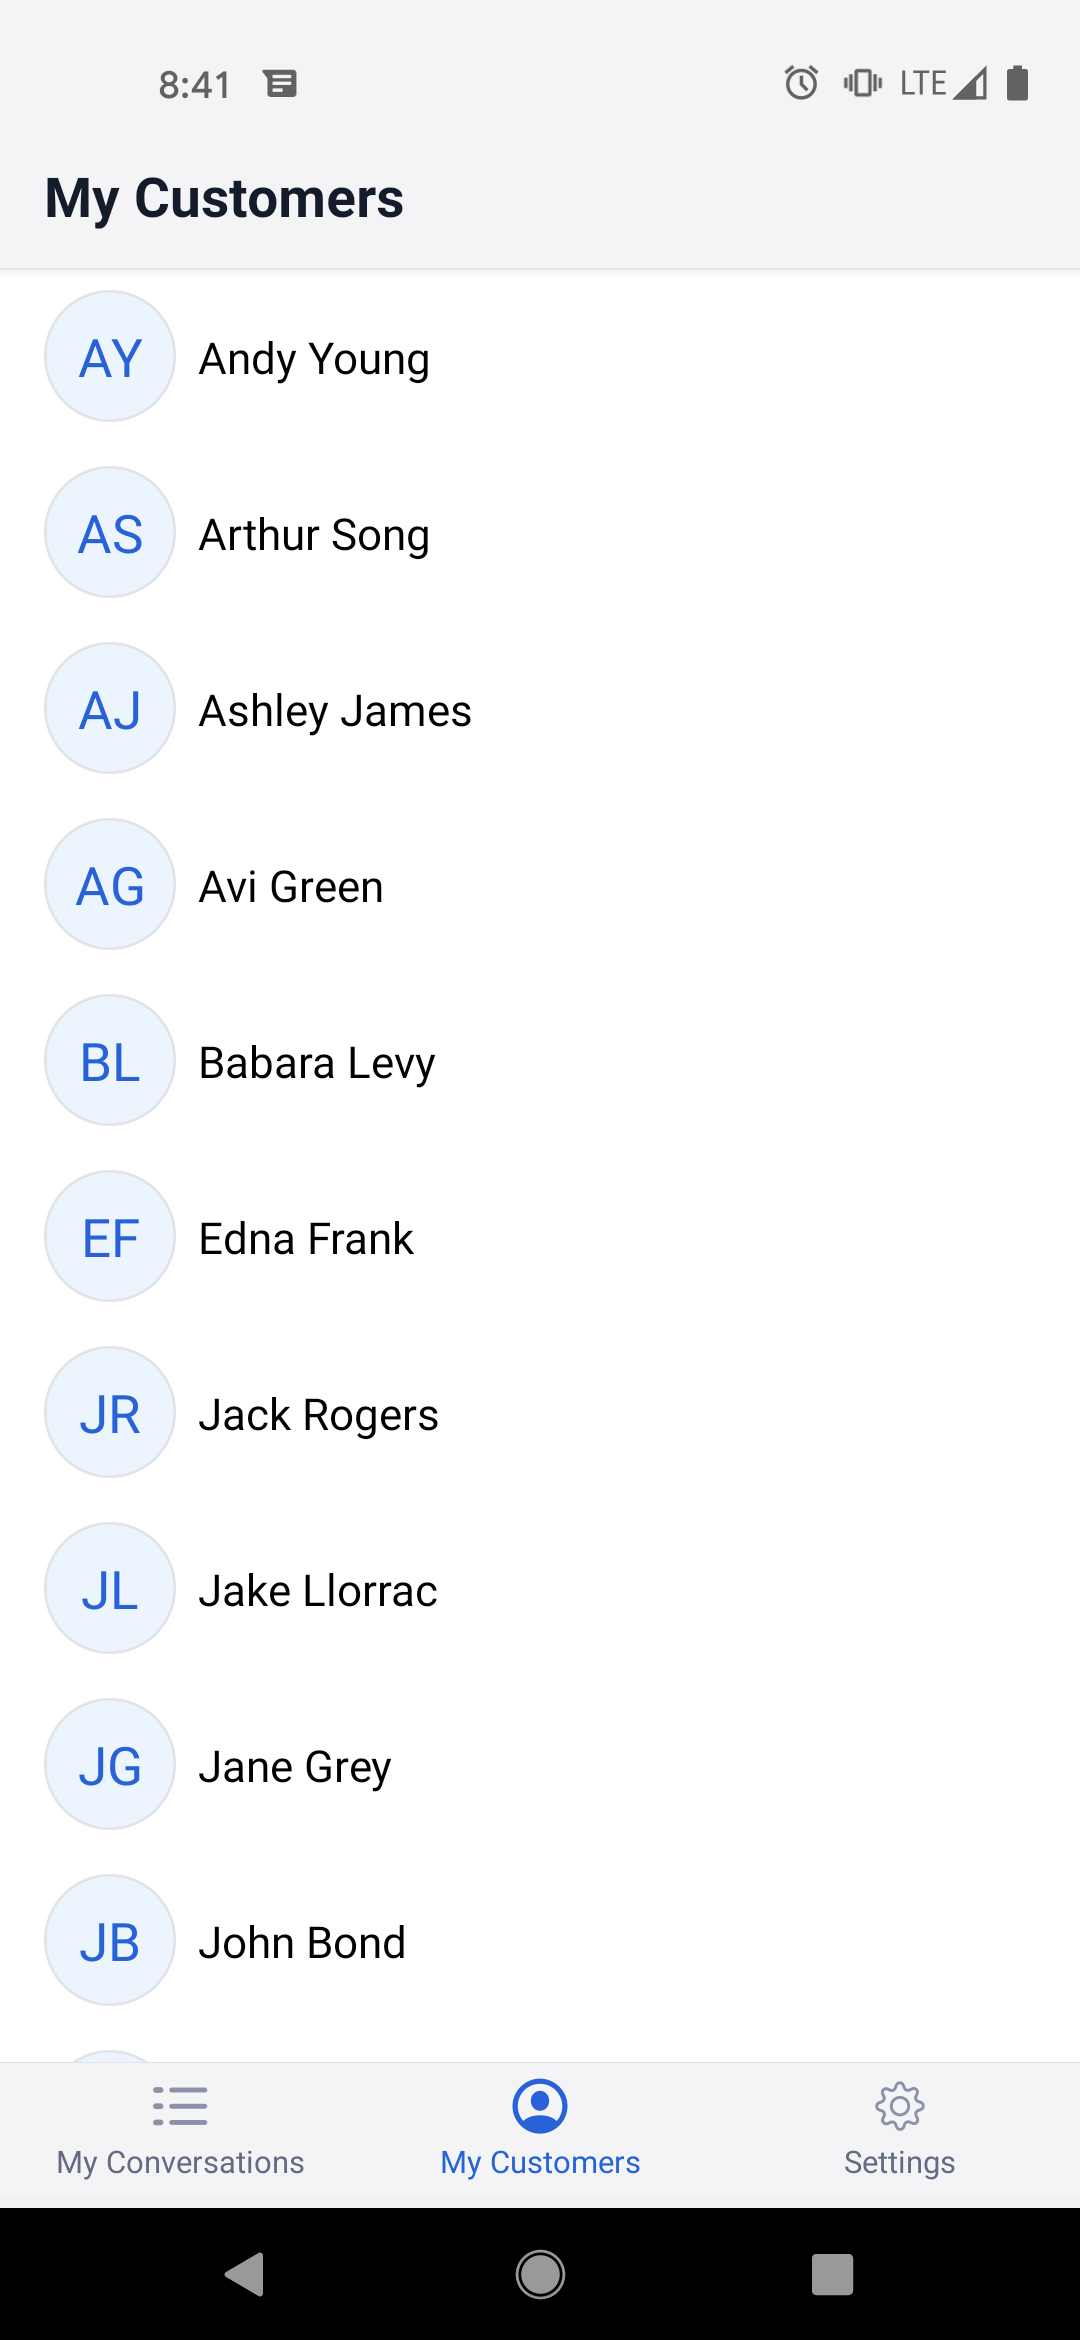 8:41 LTE
My Customers
AY Andy Young
AS Arthur Song
AJ Ashley James
AG Avi Green
BL Babara Levy
EF Edna Frank
JR Jack Rogers
JL Jake Llorrac
JG Jane Grey
JB John Bond
My Conversations My Customers Settings